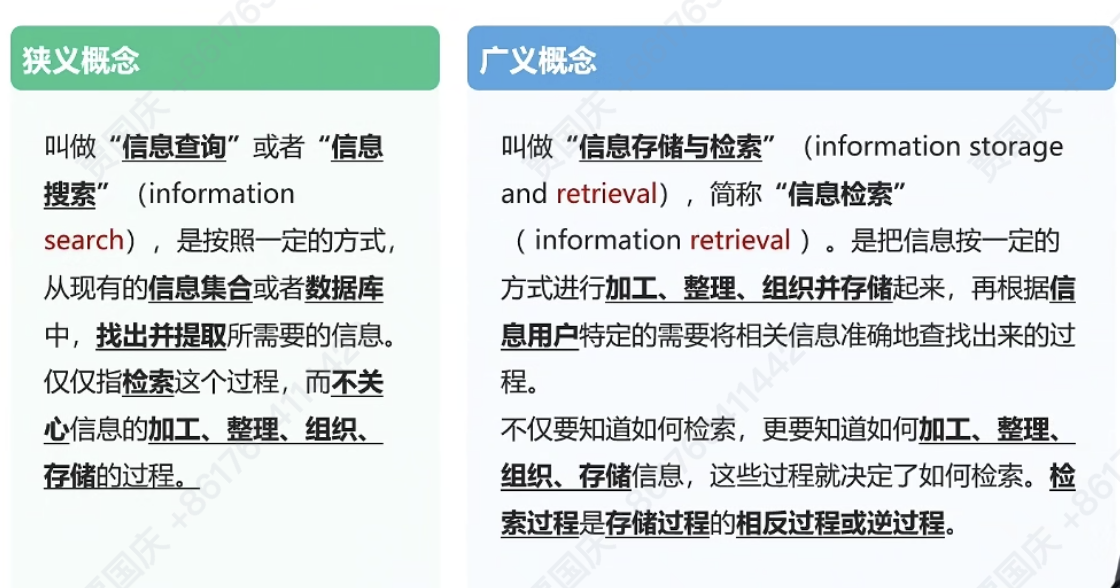 狭义概念
叫做“信息查询”或者“信息
搜索”（information
search），是按照一定的方式，
从现有的信息集合或者数据库
中，找出并提取所需要的信息。
仅仅指检索这个过程，而不关
心信息的加工、整理、组织、
存储的过程。
广义概念
叫做“信息存储与检索”（information storage
and retrieval），简称“信息检索”
（ information retrieval ）。是把信息按一定的
方式进行加工、整理、组织并存储起来，再根据信
息用户特定的需要将相关信息准确地查找出来的过
程。
不仅要知道如何检索，更要知道如何加工、整理、
组织、存储信息，这些过程就决定了如何检索。检
索过程是存储过程的相反过程或逆过程。